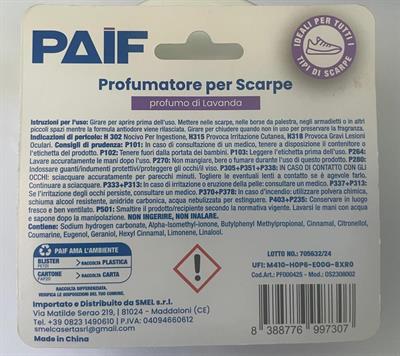 PAIF
IDEALI PER TUTTI I
TIPI DI SCARPE
Profumatore per Scarpe
profumo di Lavanda
Istruzioni per l'uso: Girare per aprire prima dell'uso. Mettere nelle scarpe, nelle borse da palestra, negli armadietti o in altri
piccoli spazi mentre la formula antiodore viene rilasciata. Girare per chiudere quando non in uso per preservare la fragranza.
Indicazioni di pericolo: H 302 Nocivo Per Ingestione, H315 Provoca Irritazione Cutanea, H318 Provoca Gravi Lesioni
Oculari. Consigli di prudenza: P101: In caso di consultazione di un medico, tenere a disposizione il contenitore o
l'etichetta del prodotto. P102: Tenere fuori dalla portata dei bambini. P103: Leggere l'etichetta prima dell'uso. P264:
Lavare accuratamente le mani dopo l'uso. P270: Non mangiare, bere o fumare durante l'uso di questo prodotto. P280:
Indossare guanti/indumenti protettivi/proteggere gli occhi/il viso. P305+P351+P338: IN CASO DI CONTATTO CON GLI
OCCHI: sciacquare accuratamente per parecchi minuti. Togliere le eventuali lenti a contatto se è agevole farlo.
Continuare a sciacquare. P333+P313: in caso di irritazione o eruzione della pelle/consultare un medico. P337+P313:
Se l'irritazione degli occhi persiste, consultare un medico. P370+P378: In caso d'incendio: utilizzare polvere chimica,
schiuma alcool resistente, anidride carbonica, acqua nebulizzata per estinguere. P403+P235: Conservare in luogo
fresco e ben ventilato. P501: Smaltire il prodotto/recipiente secondo la normativa vigente. Lavarsi le mani con acqua
e sapone dopo la manipolazione. NON INGERIRE, NON INALARE.
Contiene: Sodium hydrogen carbonate, Alpha-Isomethyl-ionone, Butylphenyl Methylpropional, Cinnamal, Citronellol,
Coumarine, Eugenol, Geraniol, Hexyl Cinnamal, Limonene, Linalool.
PAIF AMA L'AMBIENTE
BLISTER
PET01
RACCOLTA PLASTICA
CARTONE
PAP20
RACCOLTA CARTA
RACCOLTA DIFFERENZIATA.
VERIFICA LE DISPOSIZIONI DEL TUO COMUNE.
LOTTO NO.: 705632/24
UFI: M410-H0P6-E00G-8XR0
Cod.Art.: PF000425 - Mod.: OS2308002
Importato e Distribuito da SMEL s.r.l.
Via Matilde Serao 219, | 81024 - Maddaloni (CE)
Tel. +39 0823 1490610 | P.IVA: 04094660612
smelcasertasrl@gmail.com
Made in China
8 388776 997307